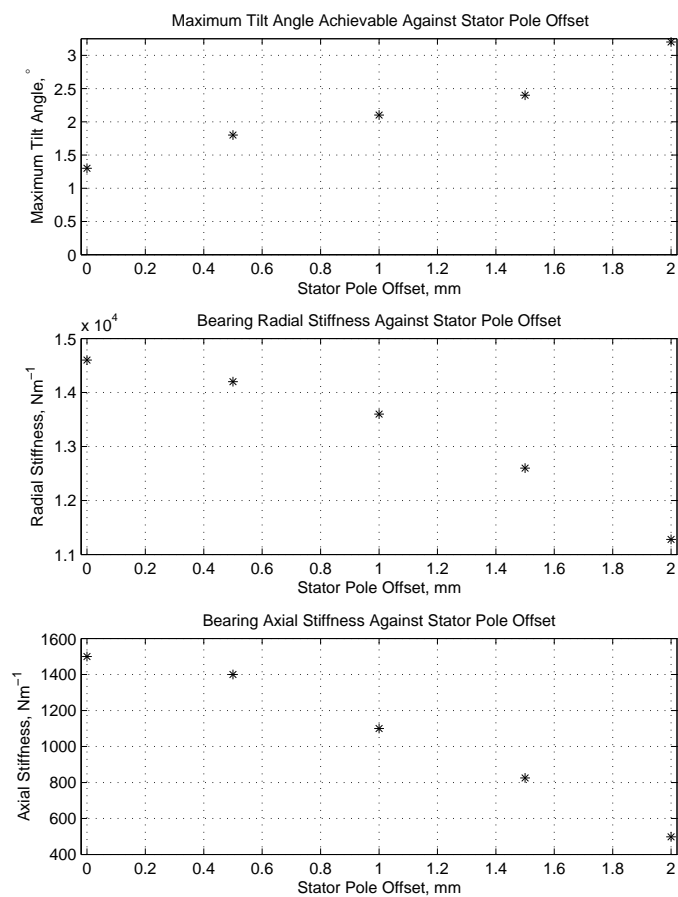 Maximum Tilt Angle Achievable Against Stator Pole Offset
3
2.5
2
1.5
1
0.5
0
Maximum Tilt Angle, °
0 0.2 0.4 0.6 0.8 1 1.2 1.4 1.6 1.8 2
Stator Pole Offset, mm
Bearing Radial Stiffness Against Stator Pole Offset
x 10⁴
1.5
1.4
1.3
1.2
1.1
Radial Stiffness, Nm⁻¹
0 0.2 0.4 0.6 0.8 1 1.2 1.4 1.6 1.8 2
Stator Pole Offset, mm
Bearing Axial Stiffness Against Stator Pole Offset
1600
1400
1200
1000
800
600
400
Axial Stiffness, Nm⁻¹
0 0.2 0.4 0.6 0.8 1 1.2 1.4 1.6 1.8 2
Stator Pole Offset, mm